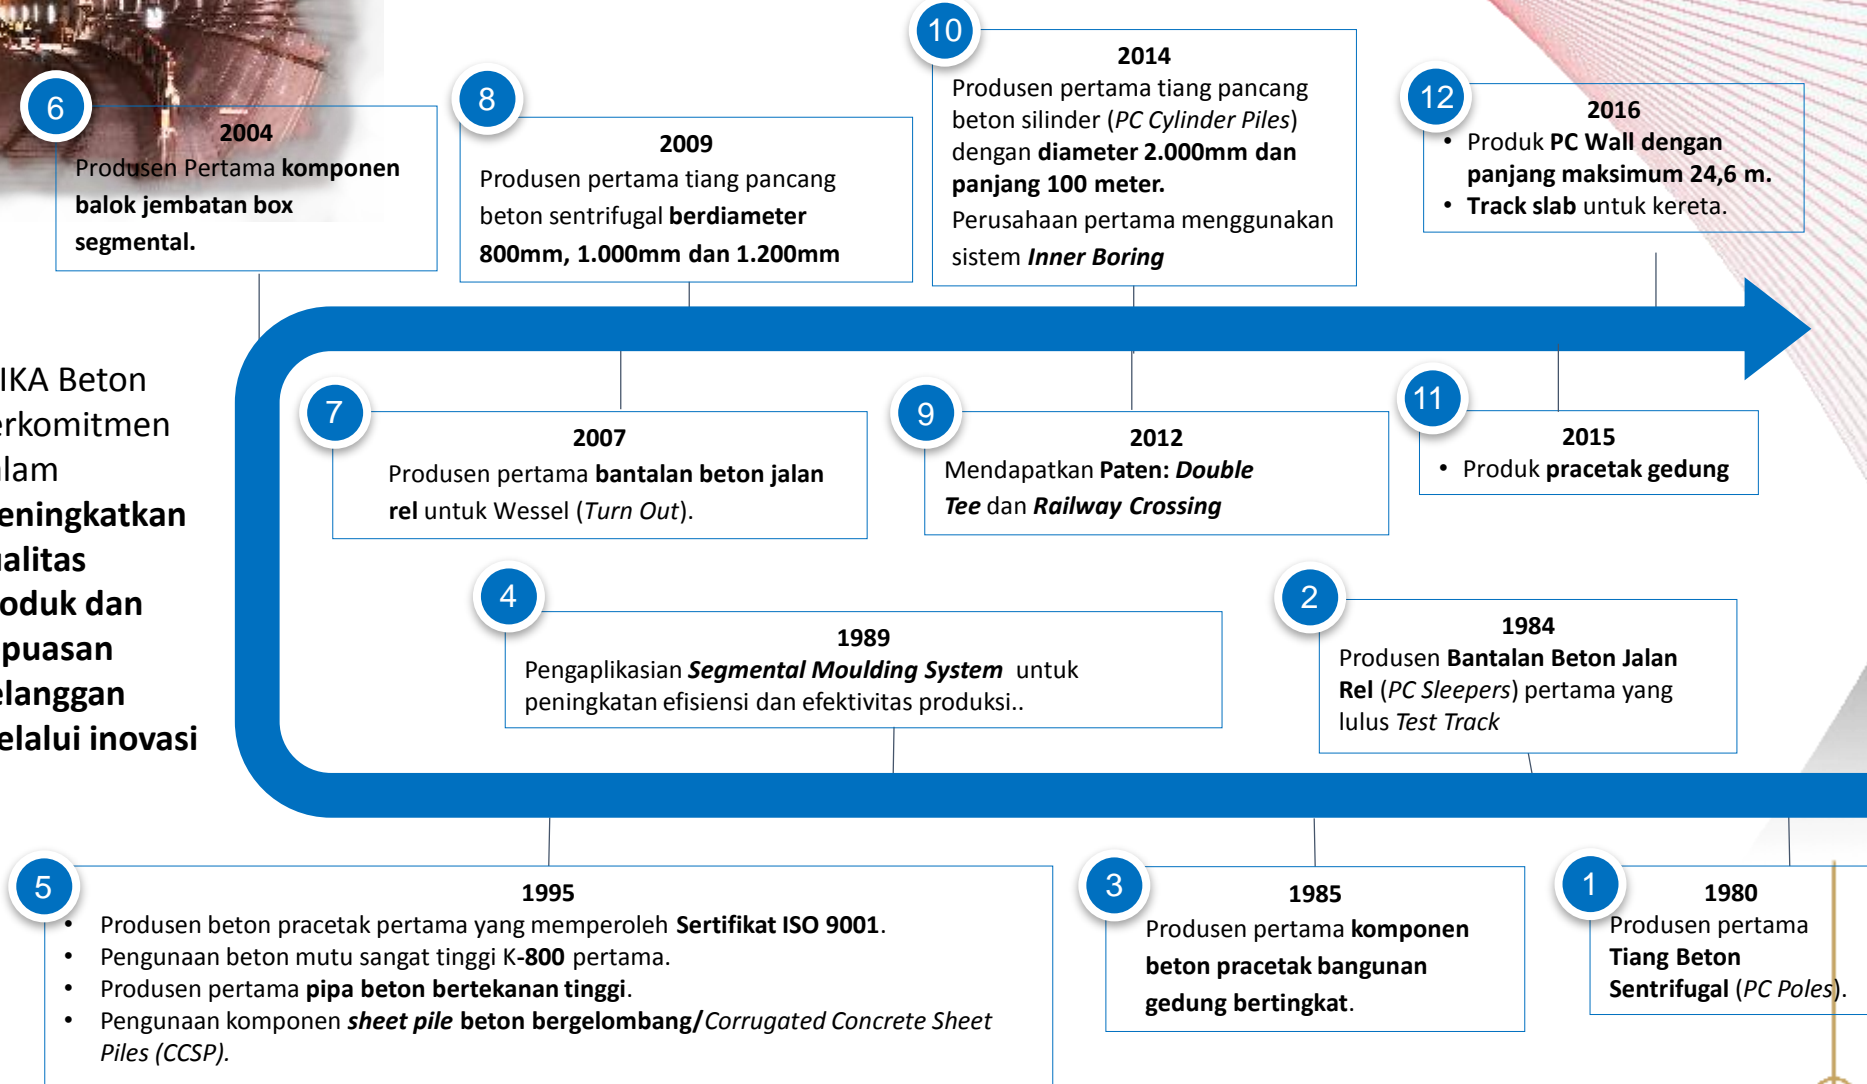 10
2014
Produsen pertama tiang pancang
beton silinder (PC Cylinder Piles)
dengan diameter 2.000mm dan
panjang 100 meter.
Perusahaan pertama menggunakan
sistem Inner Boring
6
2004
Produsen Pertama komponen
balok jembatan box
segmental.
8
2009
Produsen pertama tiang pancang
beton sentrifugal berdiameter
800mm, 1.000mm dan 1.200mm
12
2016
• Produk PC Wall dengan
panjang maksimum 24,6 m.
• Track slab untuk kereta.
IKA Beton
erkomitmen
alam
eningkatkan
ualitas
oduk dan
puasan
elanggan
elalui inovasi
7
2007
Produsen pertama bantalan beton jalan
rel untuk Wessel (Turn Out).
9
2012
Mendapatkan Paten: Double
Tee dan Railway Crossing
11
2015
• Produk pracetak gedung
4
1989
Pengaplikasian Segmental Moulding System untuk
peningkatan efisiensi dan efektivitas produksi..
2
1984
Produsen Bantalan Beton Jalan
Rel (PC Sleepers) pertama yang
lulus Test Track
5
1995
• Produsen beton pracetak pertama yang memperoleh Sertifikat ISO 9001.
• Pengunaan beton mutu sangat tinggi K-800 pertama.
• Produsen pertama pipa beton bertekanan tinggi.
• Pengunaan komponen sheet pile beton bergelombang/Corrugated Concrete Sheet
Piles (CCSP).
3
1985
Produsen pertama komponen
beton pracetak bangunan
gedung bertingkat.
1
1980
Produsen pertama
Tiang Beton
Sentrifugal (PC Poles).